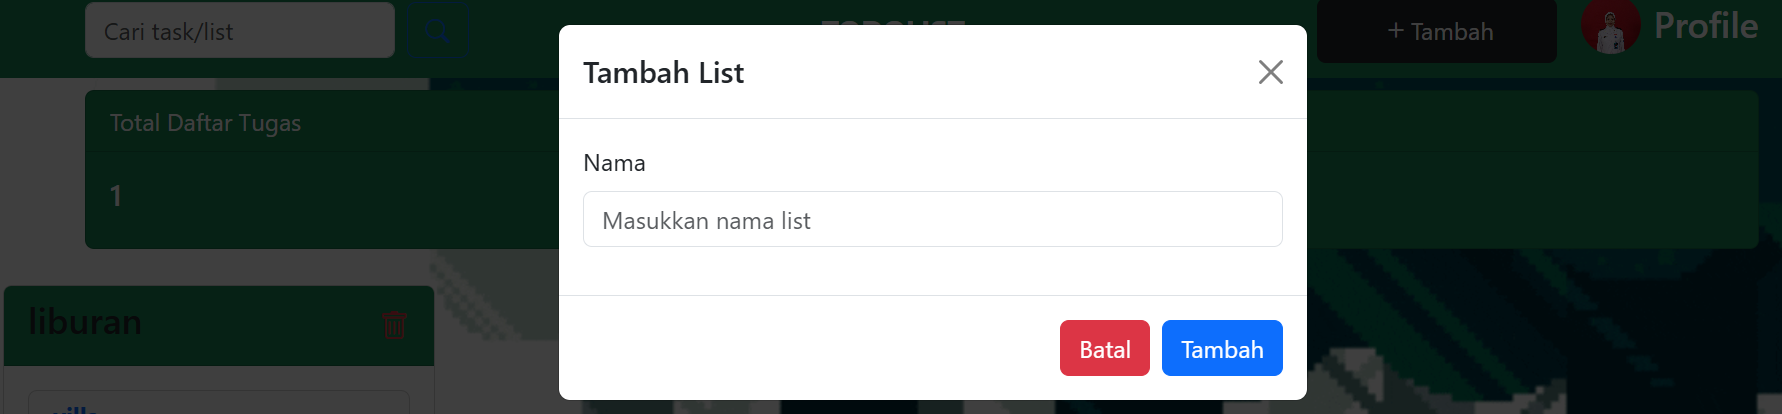 Cari task/list
+ Tambah
Profile
Tambah List
Total Daftar Tugas
1
Nama
Masukkan nama list
liburan
Batal
Tambah